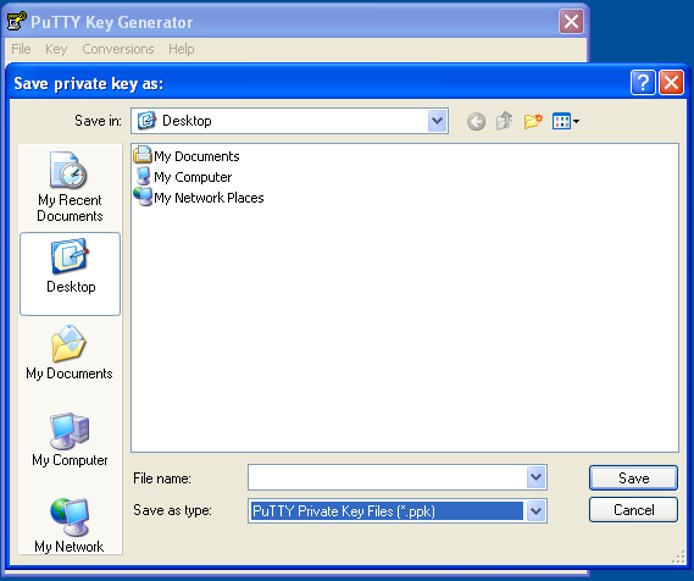 PuTTY Key Generator
File Key Conversions Help
Save private key as:
Save in: Desktop
My Recent
Documents
Desktop
My Documents
My Computer
My Network
My Documents
My Computer
My Network Places
File name:
Save
Save as type: PuTTY Private Key Files (*.ppk)
Cancel